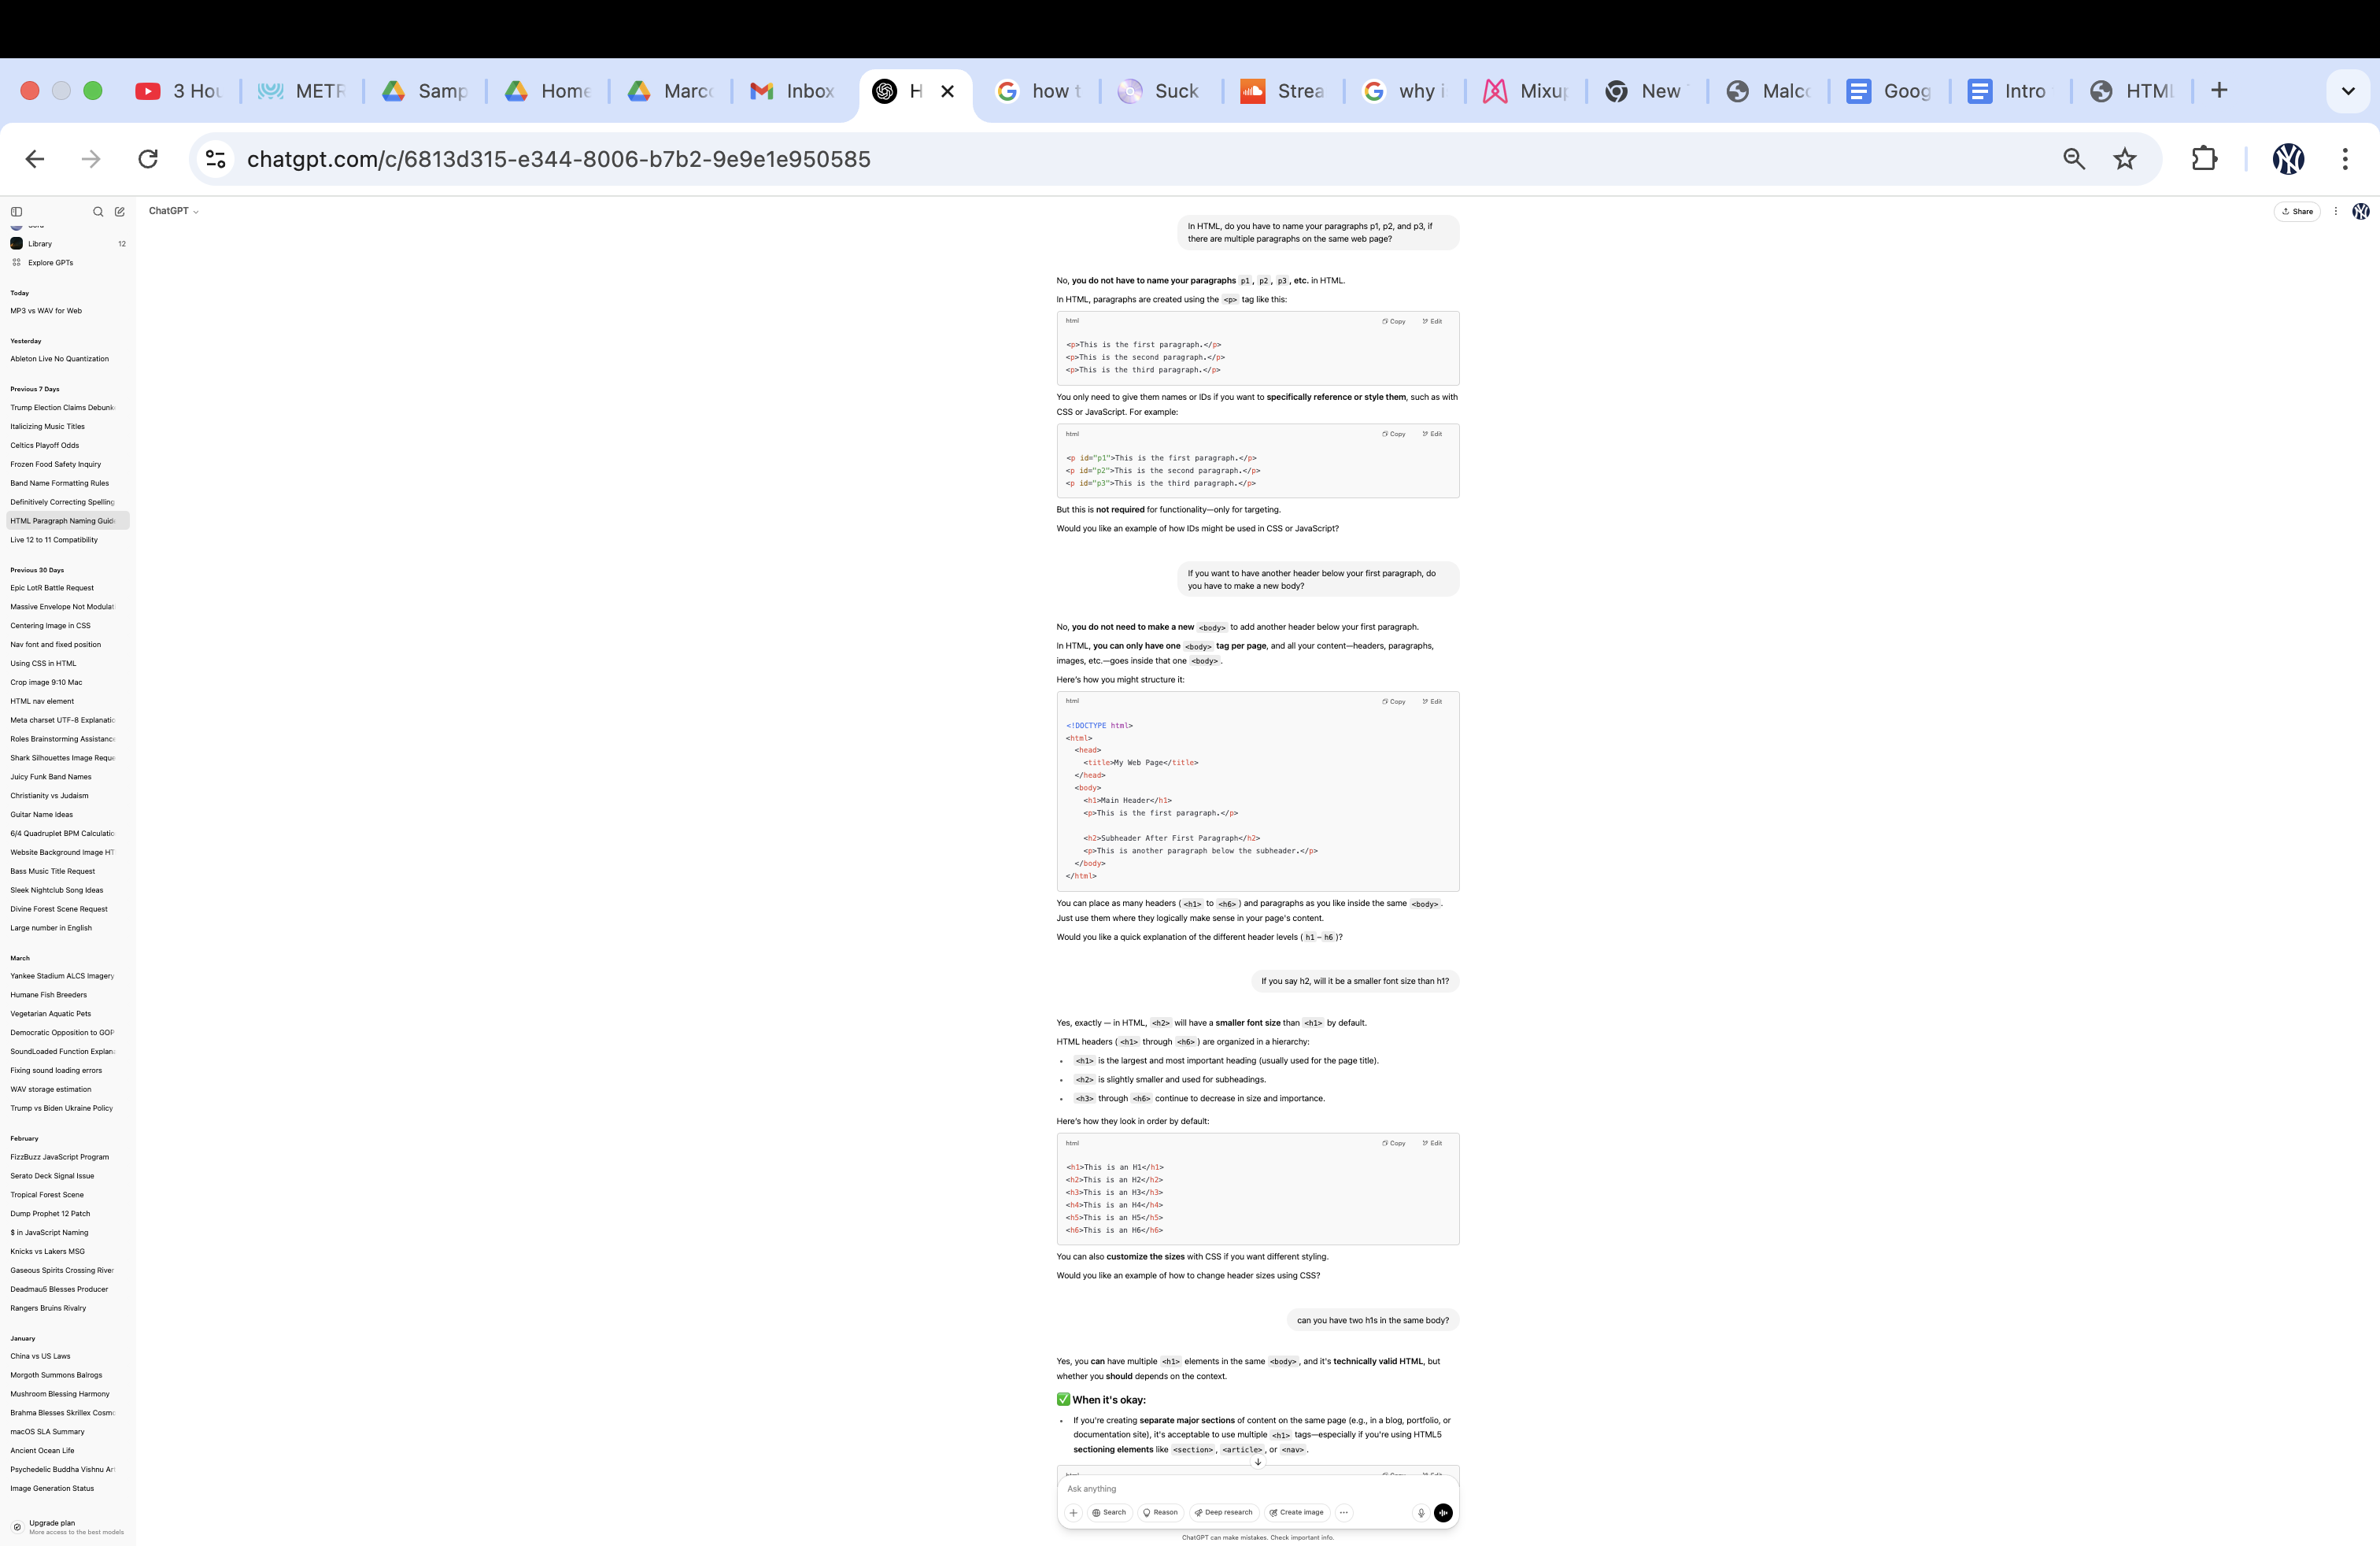 3 Hou
METR
Samp
Home
Marco
Inbox
H
how t
Suck
Strea
why i
Mixup
New
Malco
Goog
Intro
HTML
chatgpt.com/c/6813d315-e344-8006-b7b2-9e9e1e950585
ChatGPT
Share
Library 12
Explore GPTs
Today
MP3 vs WAV for Web
Yesterday
Ableton Live No Quantization
Previous 7 Days
Trump Election Claims Debunk
Italicizing Music Titles
Celtics Playoff Odds
Frozen Food Safety Inquiry
Band Name Formatting Rules
Definitively Correcting Spelling
HTML Paragraph Naming Guid
Live 12 to 11 Compatibility
Previous 30 Days
Epic LotR Battle Request
Massive Envelope Not Modulat
Centering Image in CSS
Nav font and fixed position
Using CSS in HTML
Crop image 9:10 Mac
HTML nav element
Meta charset UTF-8 Explanatio
Roles Brainstorming Assistance
Shark Silhouettes Image Reque
Juicy Funk Band Names
Christianity vs Judaism
Guitar Name Ideas
6/4 Quadruplet BPM Calculatio
Website Background Image HT
Bass Music Title Request
Sleek Nightclub Song Ideas
Divine Forest Scene Request
Large number in English
March
Yankee Stadium ALCS Imagery
Humane Fish Breeders
Vegetarian Aquatic Pets
Democratic Opposition to GOP
SoundLoaded Function Explana
Fixing sound loading errors
WAV storage estimation
Trump vs Biden Ukraine Policy
February
FizzBuzz JavaScript Program
Serato Deck Signal Issue
Tropical Forest Scene
Dump Prophet 12 Patch
$ in JavaScript Naming
Knicks vs Lakers MSG
Gaseous Spirits Crossing River
Deadmau5 Blesses Producer
Rangers Bruins Rivalry
January
China vs US Laws
Morgoth Summons Balrogs
Mushroom Blessing Harmony
Brahma Blesses Skrillex Cosmo
macOS SLA Summary
Ancient Ocean Life
Psychedelic Buddha Vishnu Art
Image Generation Status
Upgrade plan
More access to the best models
In HTML, do you have to name your paragraphs p1, p2, and p3, if
there are multiple paragraphs on the same web page?
No, you do not have to name your paragraphs p1, p2, p3, etc. in HTML.
In HTML, paragraphs are created using the <p> tag like this:
html Copy Edit
<p>This is the first paragraph.</p>
<p>This is the second paragraph.</p>
<p>This is the third paragraph.</p>
You only need to give them names or IDs if you want to specifically reference or style them, such as with
CSS or JavaScript. For example:
html Copy Edit
<p id="p1">This is the first paragraph.</p>
<p id="p2">This is the second paragraph.</p>
<p id="p3">This is the third paragraph.</p>
But this is not required for functionality—only for targeting.
Would you like an example of how IDs might be used in CSS or JavaScript?
If you want to have another header below your first paragraph, do
you have to make a new body?
No, you do not need to make a new <body> to add another header below your first paragraph.
In HTML, you can only have one <body> tag per page, and all your content—headers, paragraphs,
images, etc.—goes inside that one <body>.
Here's how you might structure it:
html Copy Edit
<!DOCTYPE html>
<html>
<head>
<title>My Web Page</title>
</head>
<body>
<h1>Main Header</h1>
<p>This is the first paragraph.</p>
<h2>Subheader After First Paragraph</h2>
<p>This is another paragraph below the subheader.</p>
</body>
</html>
You can place as many headers (<h1> to <h6>) and paragraphs as you like inside the same <body>.
Just use them where they logically make sense in your page's content.
Would you like a quick explanation of the different header levels (h1–h6)?
If you say h2, will it be a smaller font size than h1?
Yes, exactly — in HTML, <h2> will have a smaller font size than <h1> by default.
HTML headers (<h1> through <h6>) are organized in a hierarchy:
• <h1> is the largest and most important heading (usually used for the page title).
• <h2> is slightly smaller and used for subheadings.
• <h3> through <h6> continue to decrease in size and importance.
Here's how they look in order by default:
html Copy Edit
<h1>This is an H1</h1>
<h2>This is an H2</h2>
<h3>This is an H3</h3>
<h4>This is an H4</h4>
<h5>This is an H5</h5>
<h6>This is an H6</h6>
You can also customize the sizes with CSS if you want different styling.
Would you like an example of how to change header sizes using CSS?
can you have two h1s in the same body?
Yes, you can have multiple <h1> elements in the same <body>, and it's technically valid HTML, but
whether you should depends on the context.
✅ When it's okay:
• If you're creating separate major sections of content on the same page (e.g., in a blog, portfolio, or
documentation site), it's acceptable to use multiple <h1> tags—especially if you're using HTML5
sectioning elements like <section>, <article>, or <nav>.
Ask anything
Search Reason Deep research Create image
ChatGPT can make mistakes. Check important info.